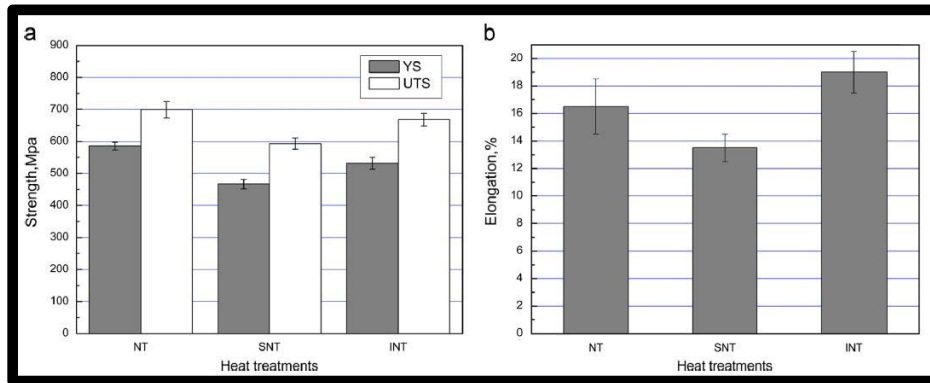 a
900
800
700
600
500
400
300
200
100
0
Strength,Mpa
YS
UTS
NT
SNT
INT
Heat treatments
b
20
18
16
14
12
10
8
6
4
2
0
Elongation,%
NT
SNT
INT
Heat treatments